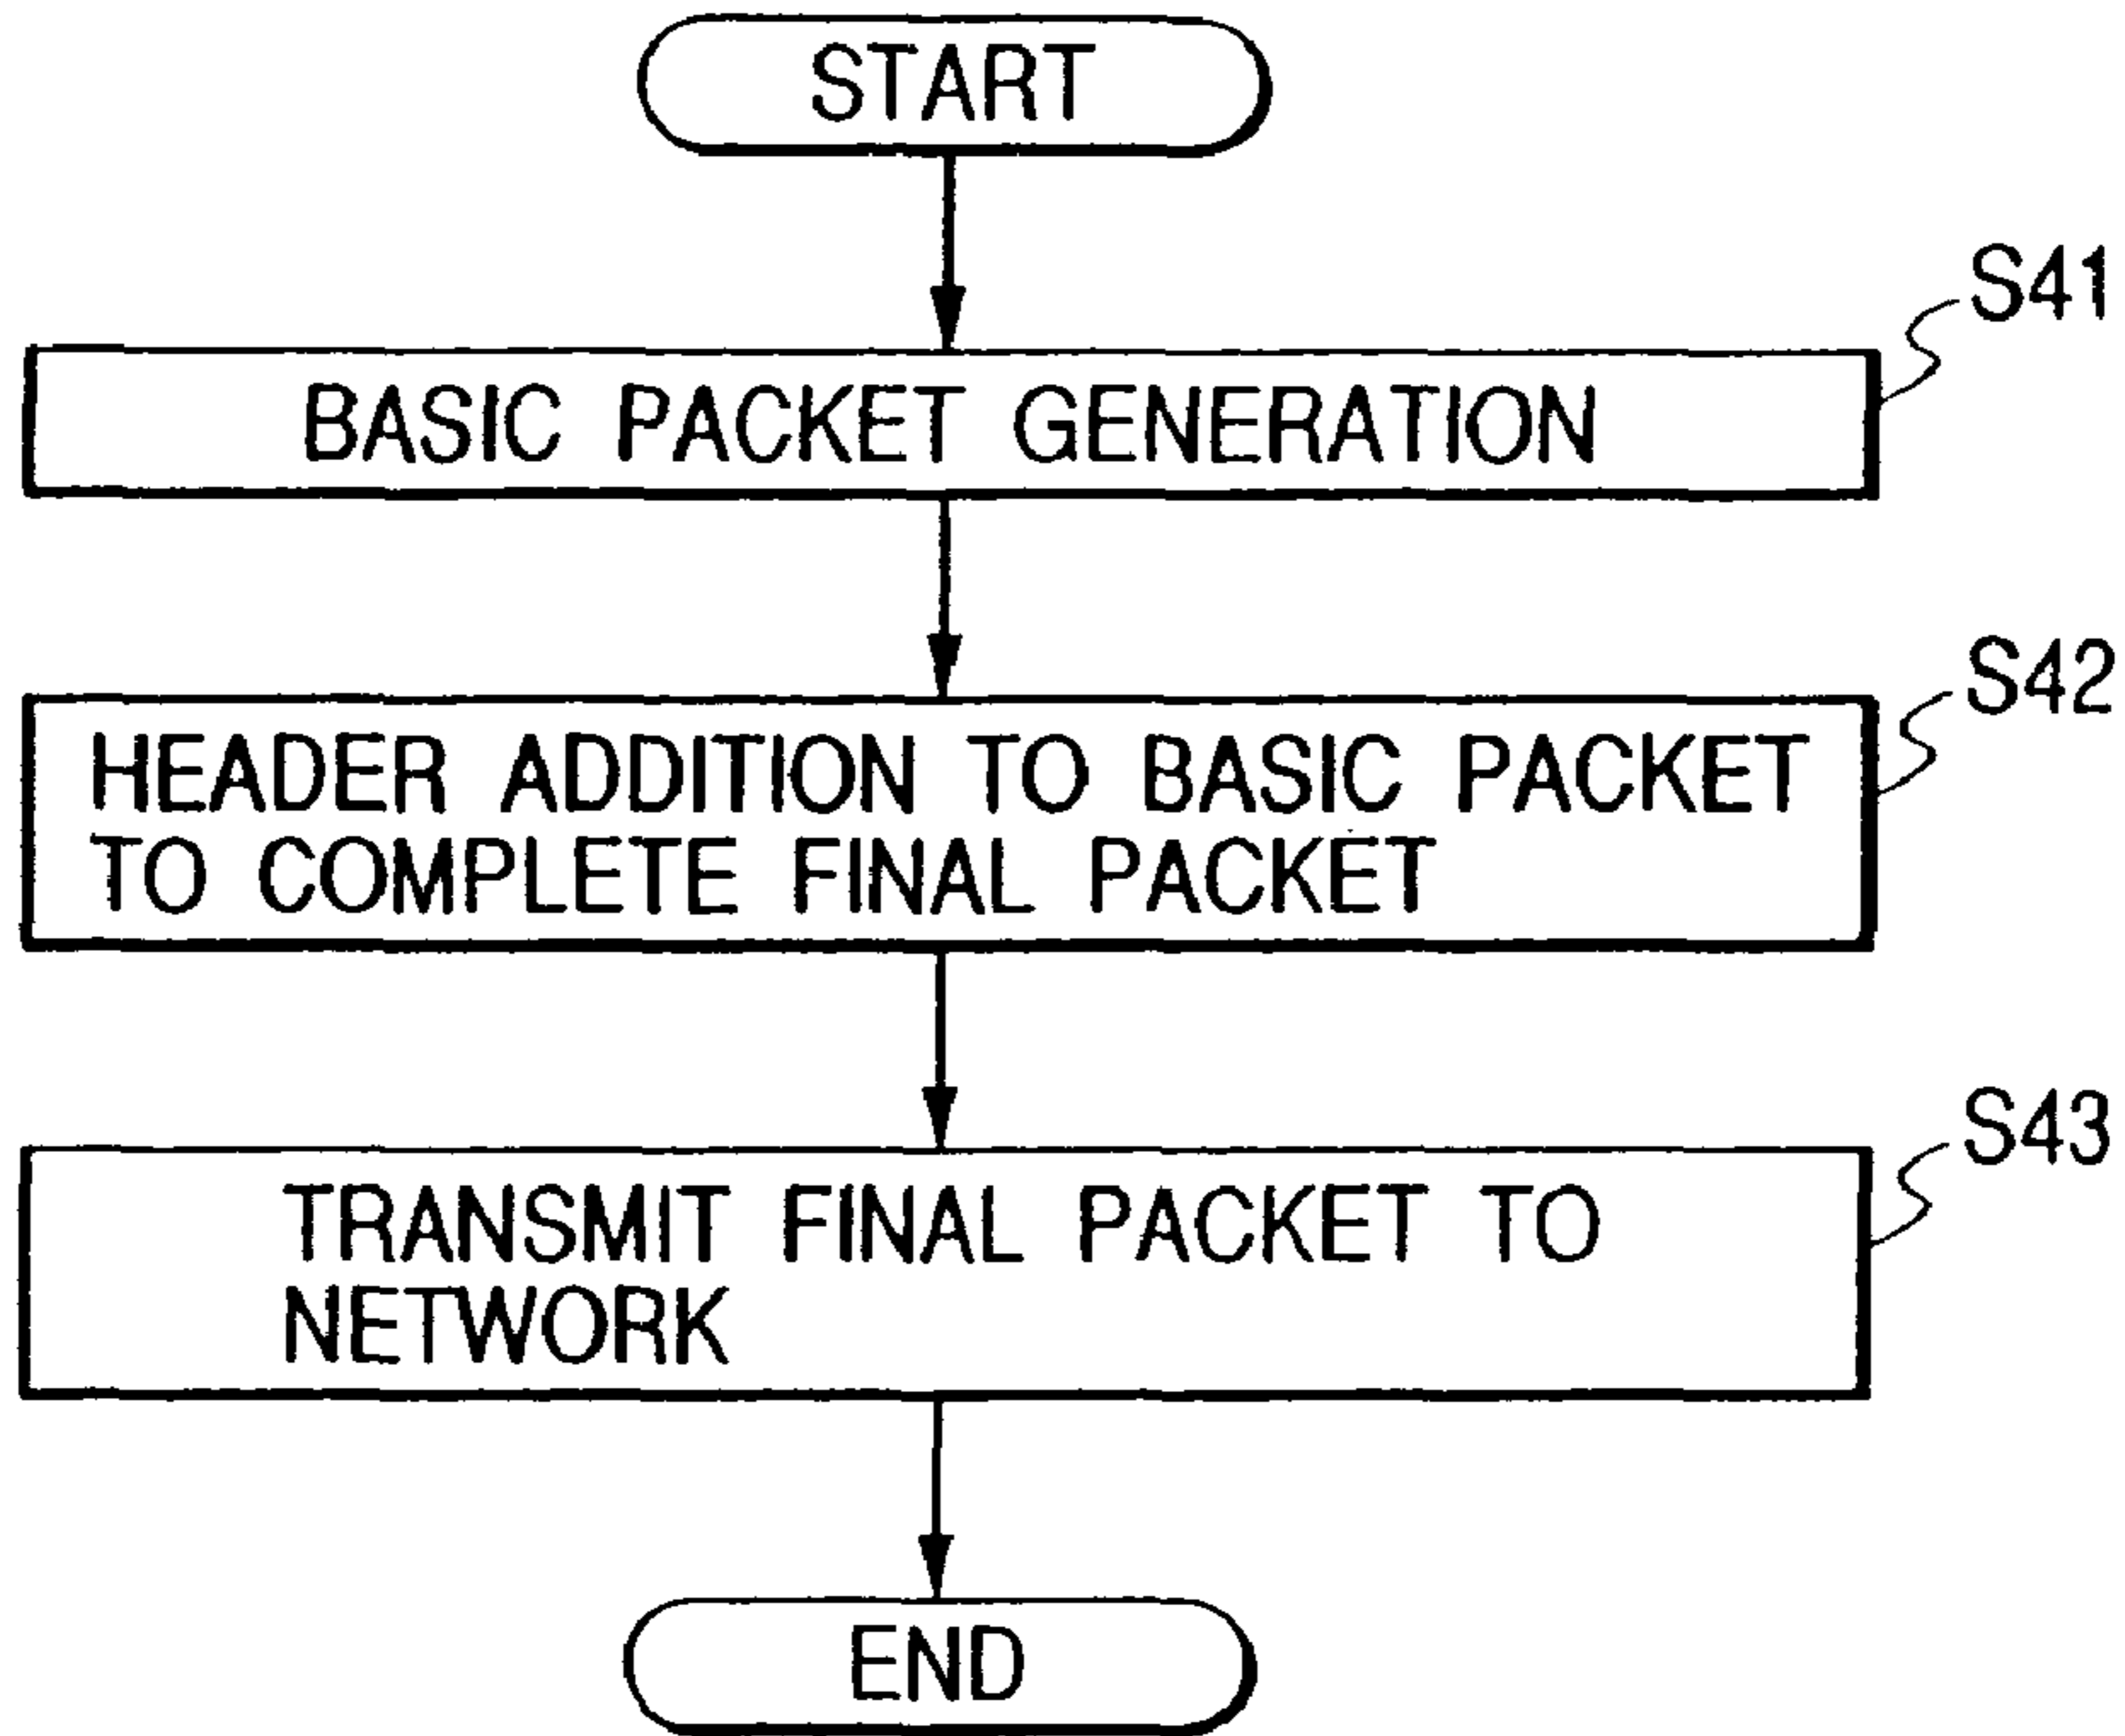 START
S41
BASIC PACKET GENERATION
S42
HEADER ADDITION TO BASIC PACKET
TO COMPLETE FINAL PACKET
S43
TRANSMIT FINAL PACKET TO
NETWORK
END